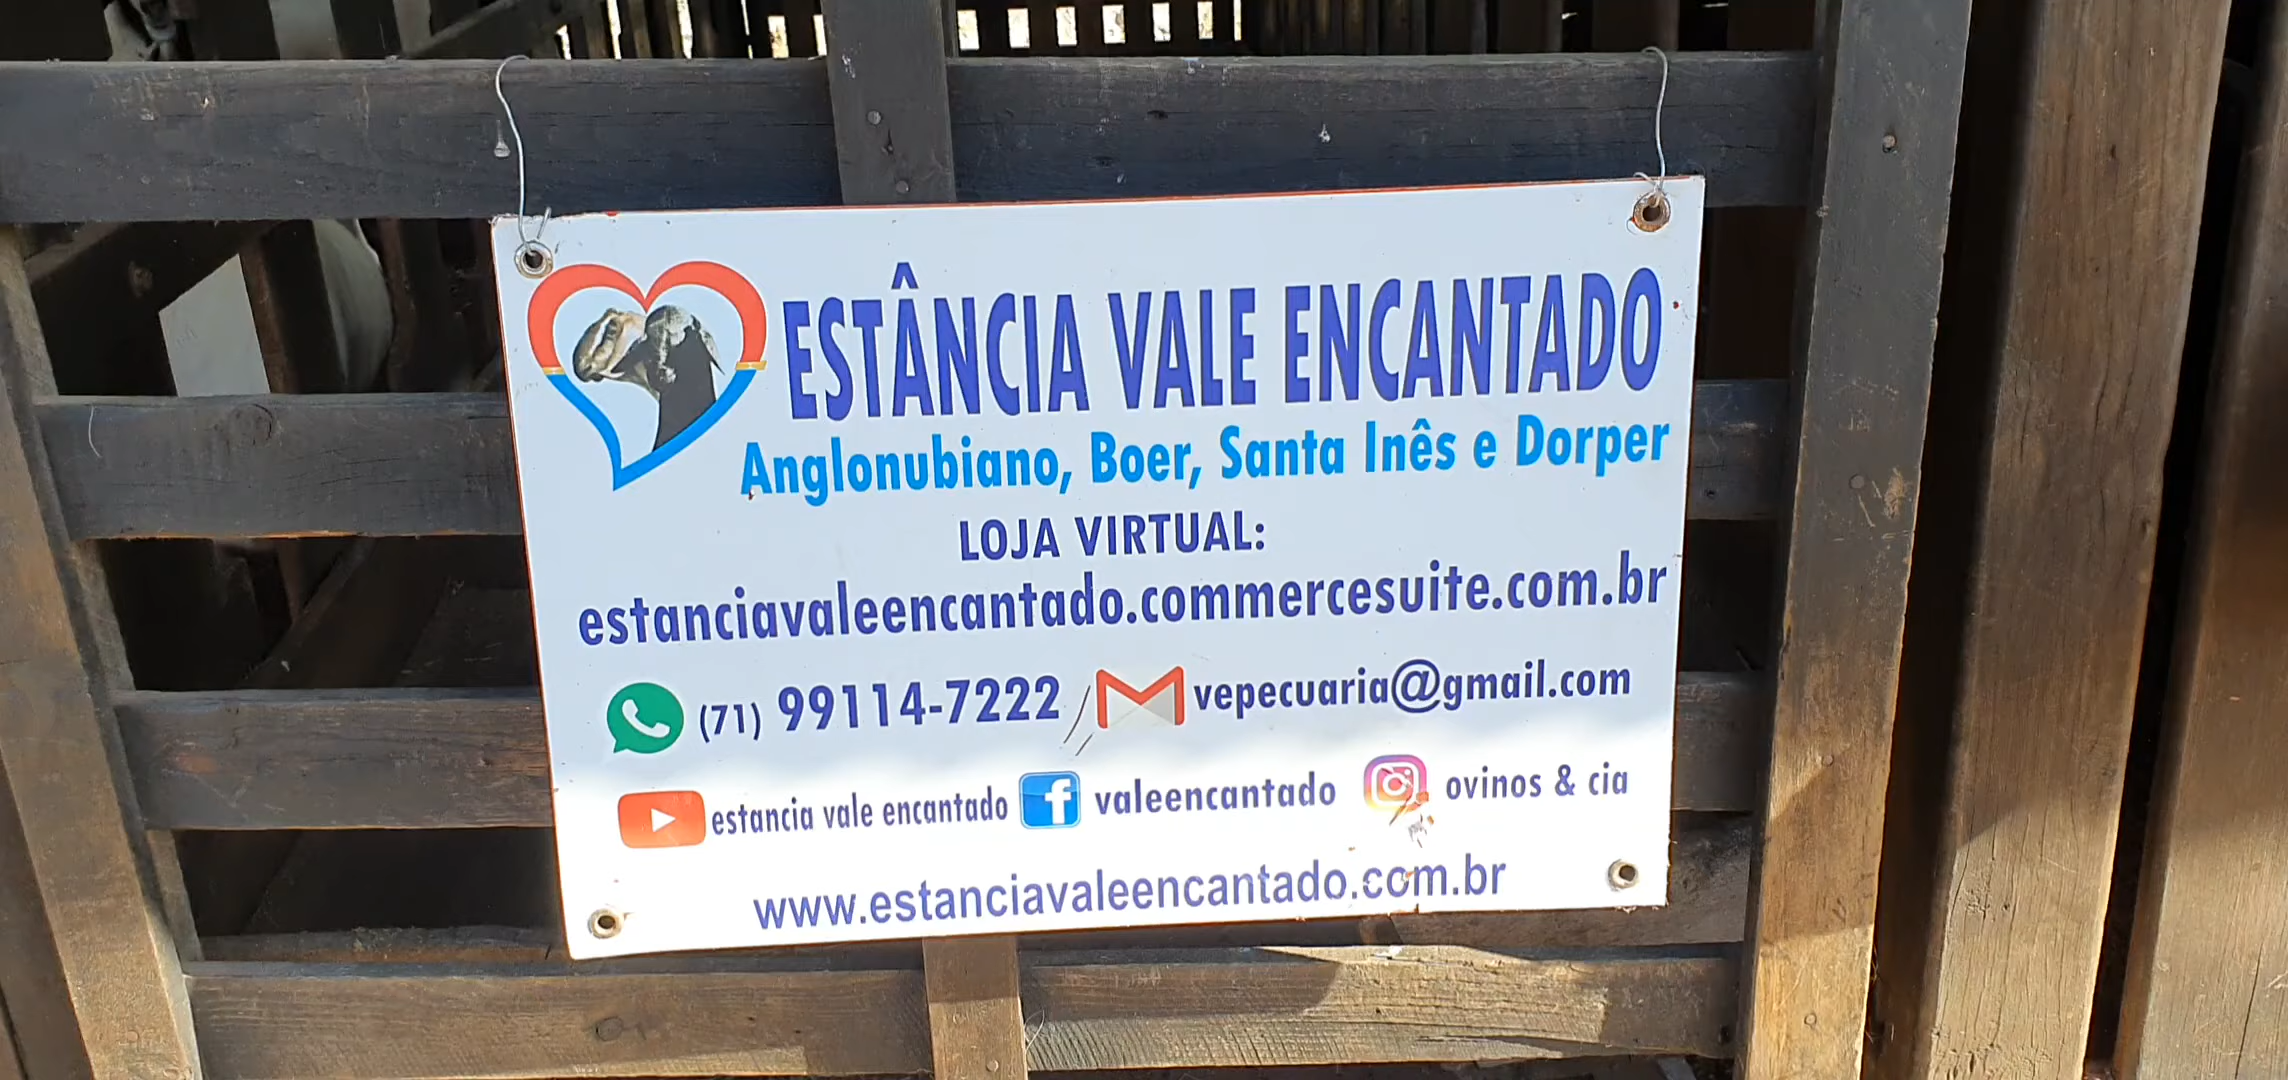 ESTÂNCIA VALE ENCANTADO
Anglonubiano, Boer, Santa Inês e Dorper
LOJA VIRTUAL:
estanciavaleencantado.commercesuite.com.br
(71) 99114-7222 / vepecuaria@gmail.com
estancia vale encantado valeencantado ovinos & cia
www.estanciavaleencantado.com.br